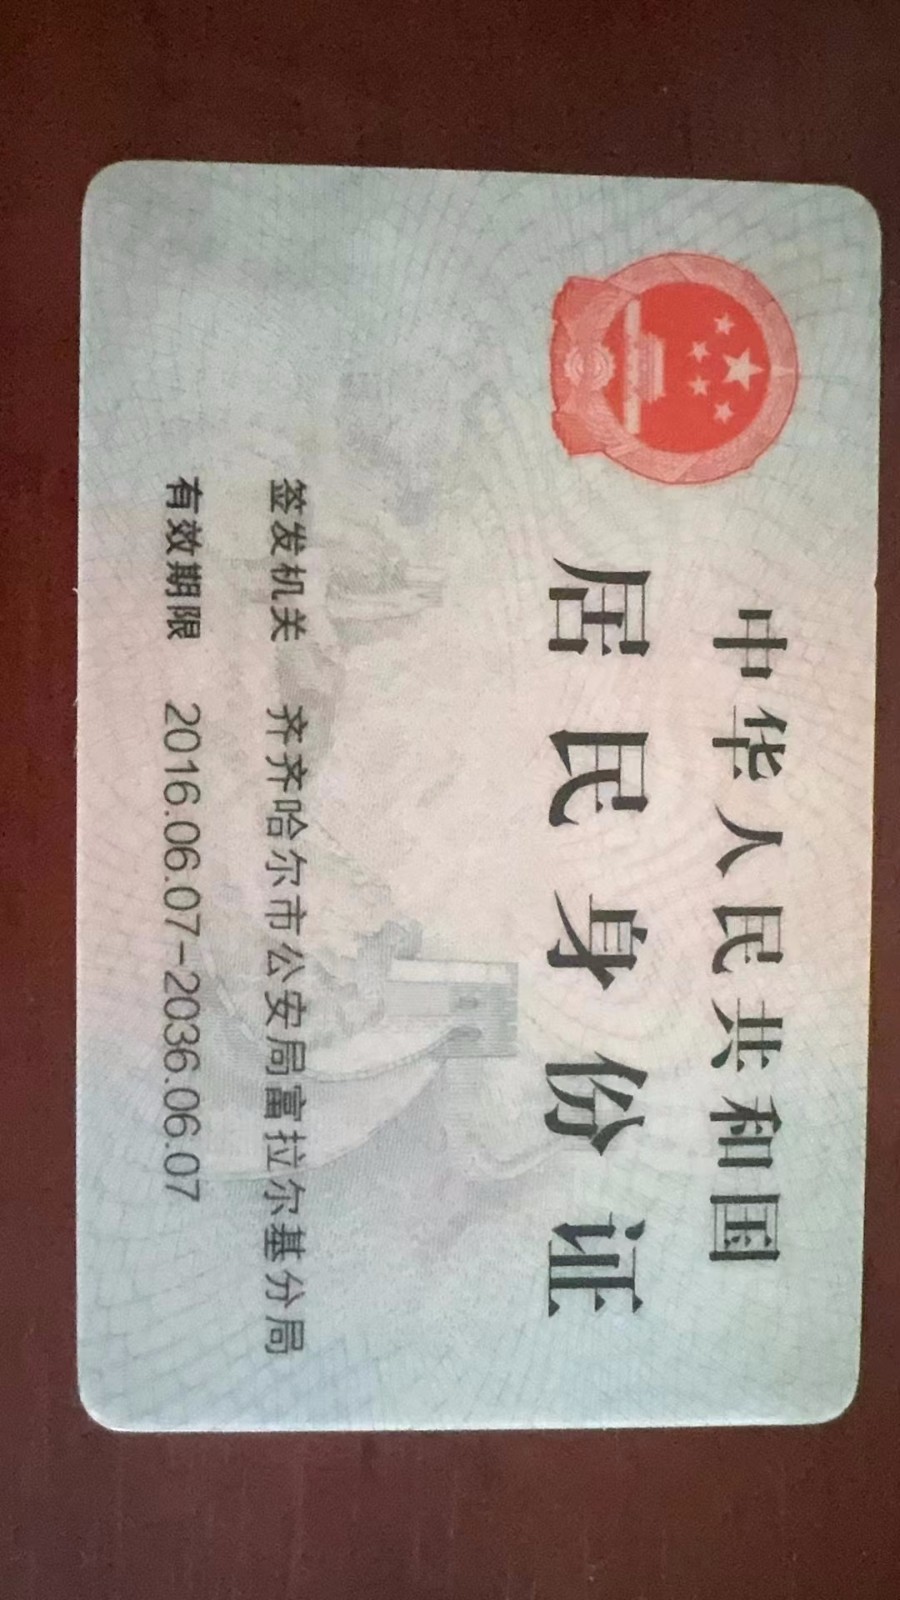 中华人民共和国
居民身份证
签发机关 齐齐哈尔市公安局富拉尔基分局
有效期限 2016.06.07-2036.06.07